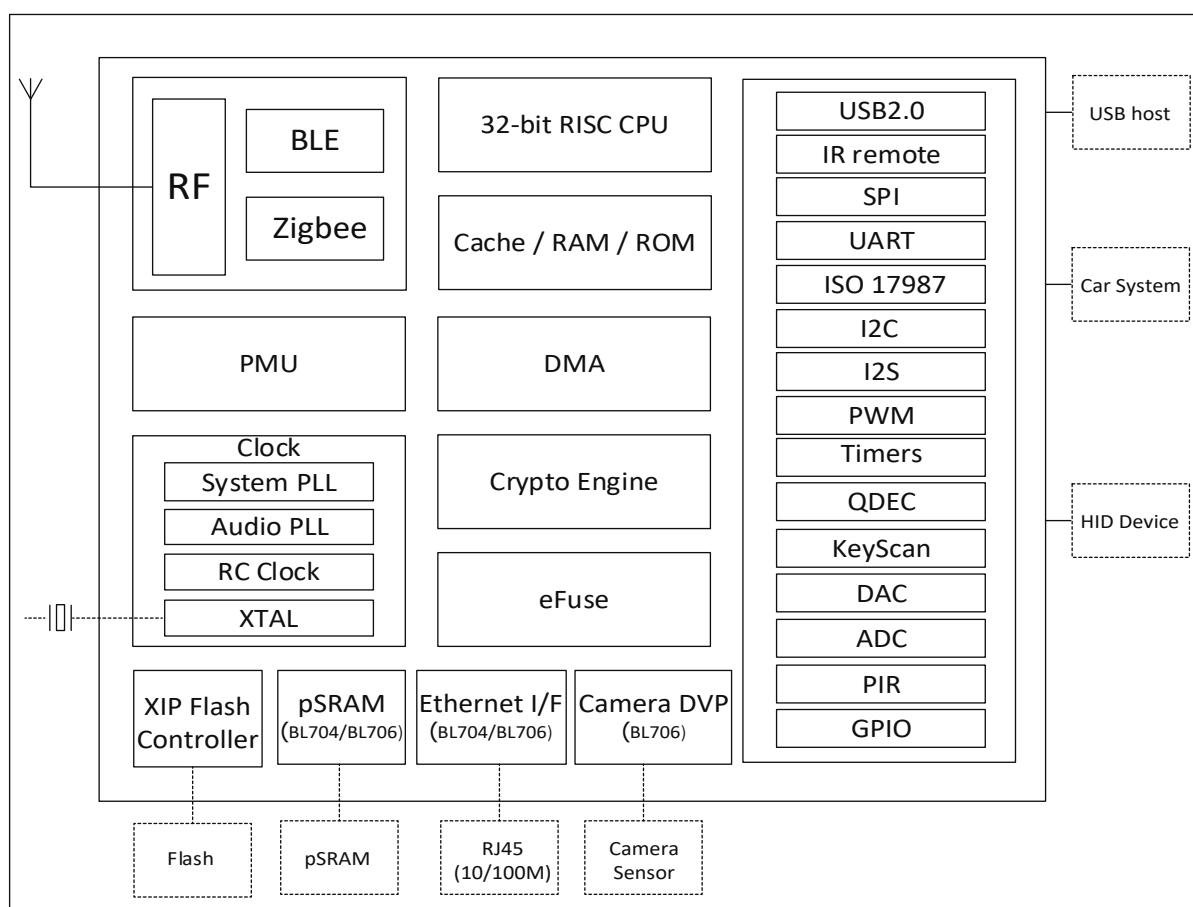 RF
BLE
Zigbee
32-bit RISC CPU
Cache / RAM / ROM
PMU
DMA
Clock
System PLL
Audio PLL
RC Clock
XTAL
Crypto Engine
eFuse
XIP Flash
Controller
pSRAM
(BL704/BL706)
Ethernet I/F
(BL704/BL706)
Camera DVP
(BL706)
USB2.0
IR remote
SPI
UART
ISO 17987
I2C
I2S
PWM
Timers
QDEC
KeyScan
DAC
ADC
PIR
GPIO
USB host
Car System
HID Device
Flash
pSRAM
RJ45
(10/100M)
Camera
Sensor